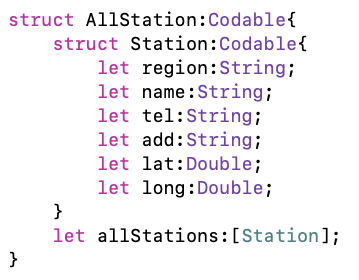 struct AllStation:Codable{
    struct Station:Codable{
        let region:String;
        let name:String;
        let tel:String;
        let add:String;
        let lat:Double;
        let long:Double;
    }
    let allStations:[Station];
}